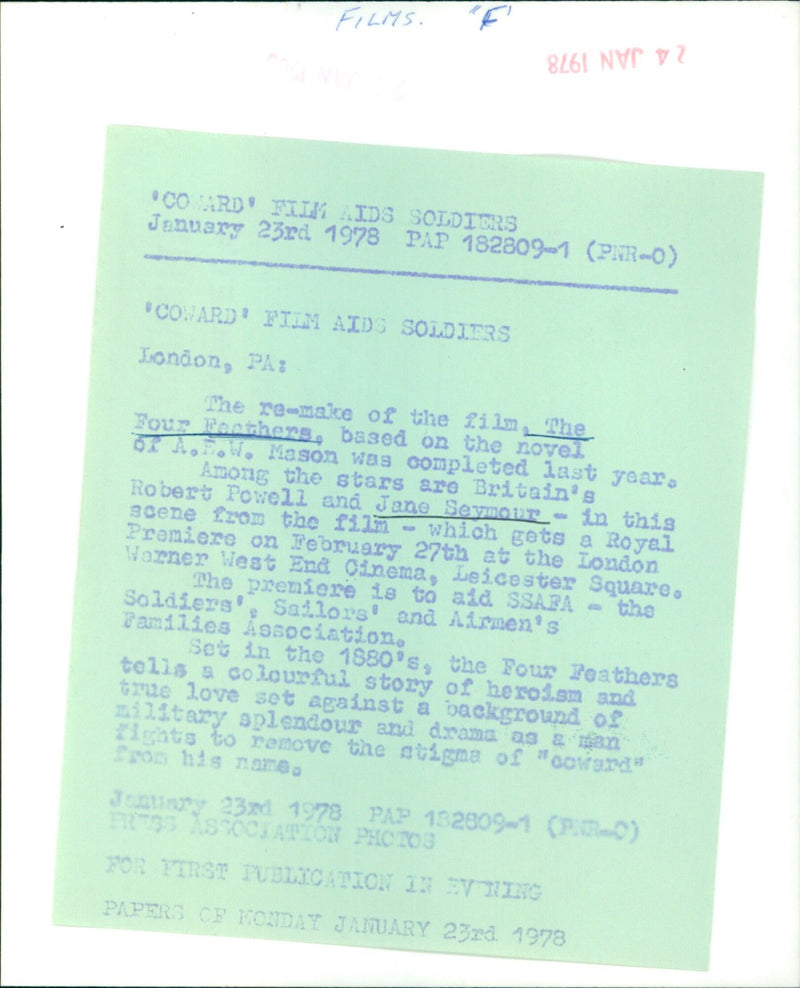 FILMS. "F"
24 JAN 1978
'COWARD' FILM AIDS SOLDIERS
January 23rd 1978 PAP 182809-1 (PNR-0)
'COWARD' FILM AIDS SOLDIERS
London, PA:
The re-make of the film, The
Four Feathers, based on the novel
of A.E.W. Mason was completed last year.
Among the stars are Britain's
Robert Powell and Jane Seymour - in this
scene from the film - which gets a Royal
Premiere on February 27th at the London
Warner West End Cinema, Leicester Square.
The premiere is to aid SSAFA - the
Soldiers', Sailors' and Airmen's
Families Association.
Set in the 1880's, the Four Feathers
tells a colourful story of heroism and
true love set against a background of
military splendour and drama as a man
fights to remove the stigma of "coward"
from his name.
January 23rd 1978 PAP 182809-1 (PNR-0)
PRESS ASSOCIATION PHOTOS
FOR FIRST PUBLICATION IN EVENING
PAPERS OF MONDAY JANUARY 23rd 1978